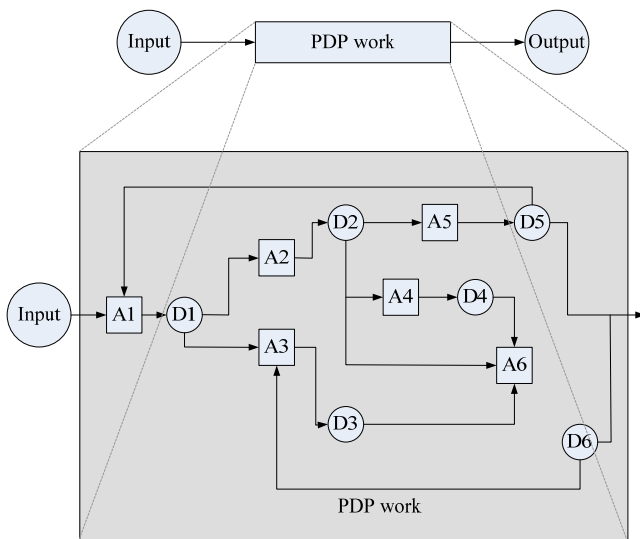 Input
PDP work
Output
D2
A5
D5
A2
Input
A1
D1
A4
D4
A3
A6
D3
D6
PDP work